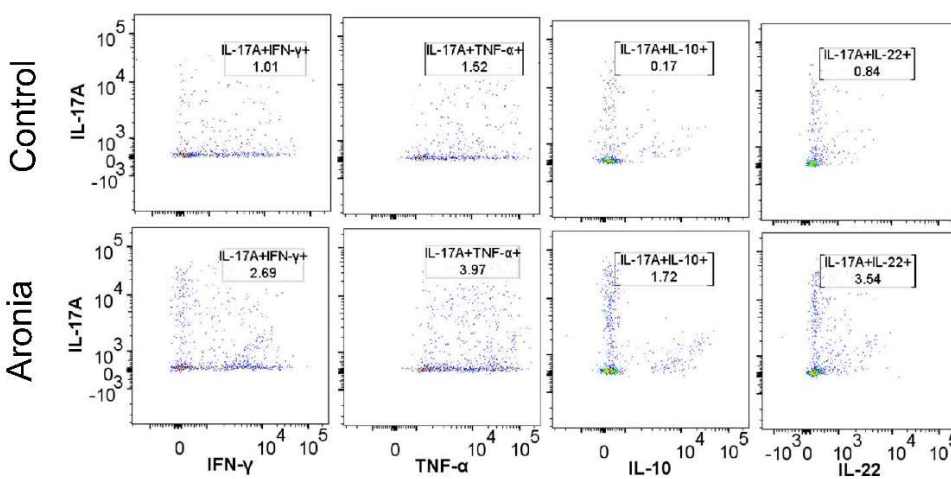 Control
IL-17A
10^5
10^4
10^3
0
-10^3
IL-17A+IFN-γ+
1.01
IL-17A+TNF-α+
1.52
IL-17A+IL-10+
0.17
IL-17A+IL-22+
0.84
Aronia
IL-17A
10^5
10^4
10^3
0
-10^3
IL-17A+IFN-γ+
2.69
IL-17A+TNF-α+
3.97
IL-17A+IL-10+
1.72
IL-17A+IL-22+
3.54
0 10^4 10^5
IFN-γ
0 10^4 10^5
TNF-α
0 10^4 10^5
IL-10
-10^3 0 10^3 10^4 10^5
IL-22